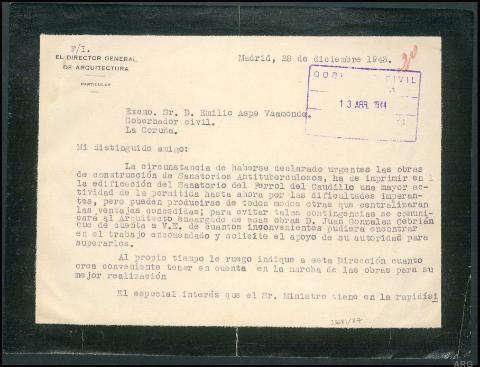 F/I.
EL DIRECTOR GENERAL
DE ARQUITECTURA
PARTICULAR
Madrid, 28 de diciembre 1943.
CIVIL
13 ABR. 1944
Excmo. Sr. D. Emilio Aspe Vaamonde.
Gobernador civil.
La Coruña.
Mi distinguido amigo:
La circunstancia de haberse declarado urgentes las obras
de construcción de Sanatorios Antituberculosos, ha de imprimir en l
la edificación del Sanatorio del Ferrol del Caudillo una mayor ac-
tividad de la permitida hasta ahora por las dificultades imperan-
tes, pero pueden producirse de todos modos otras que centralizaran
las ventajas concedidas; para evitar tales contingencias se comuni-
cará al Arquitecto encargado de esas obras D. Juan Gonzalez Cebrián
que dé cuenta a V.E. de cuantos inconvenientes pudiera encontrar
en el trabajo encomendado y solicite el apoyo de su autoridad para
superarlos.
Al propio tiempo le ruego indique a esta Dirección cuanto
crea conveniente tener en cuenta en la marcha de las obras para su
mejor realización
El especial interés que el Sr. Ministro tiene en la rapidísi
ARG